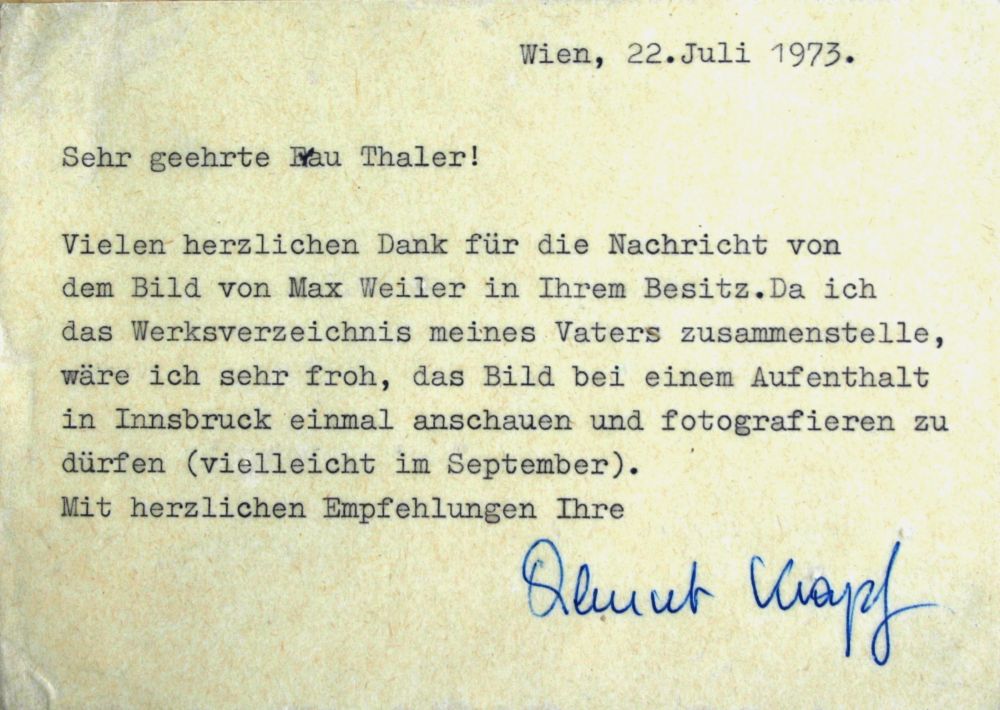 Wien, 22.Juli 1973.
Sehr geehrte Frau Thaler!
Vielen herzlichen Dank für die Nachricht von
dem Bild von Max Weiler in Ihrem Besitz.Da ich
das Werksverzeichnis meines Vaters zusammenstelle,
wäre ich sehr froh, das Bild bei einem Aufenthalt
in Innsbruck einmal anschauen und fotografieren zu
dürfen (vielleicht im September).
Mit herzlichen Empfehlungen Ihre